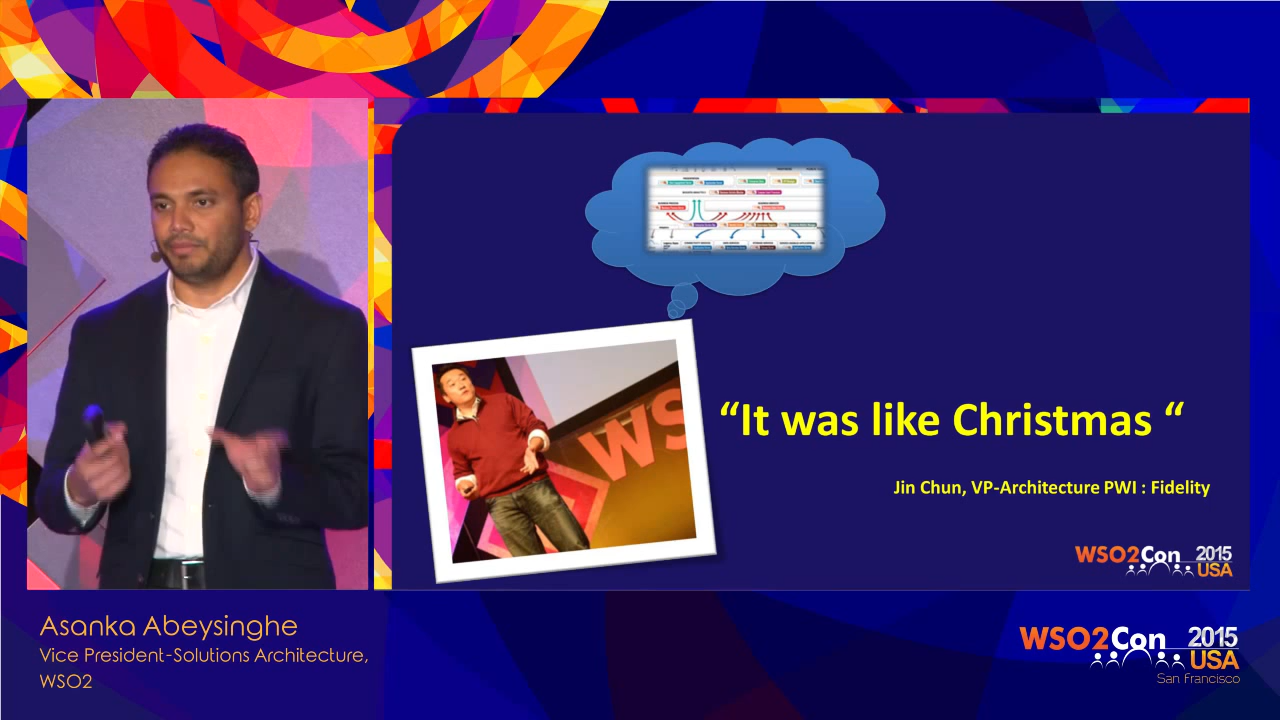 WS
“It was like Christmas “
Jin Chun, VP-Architecture PWI : Fidelity
WSO2Con 2015
USA
Asanka Abeysinghe
Vice President-Solutions Architecture,
WSO2
WSO2Con 2015
USA
San Francisco